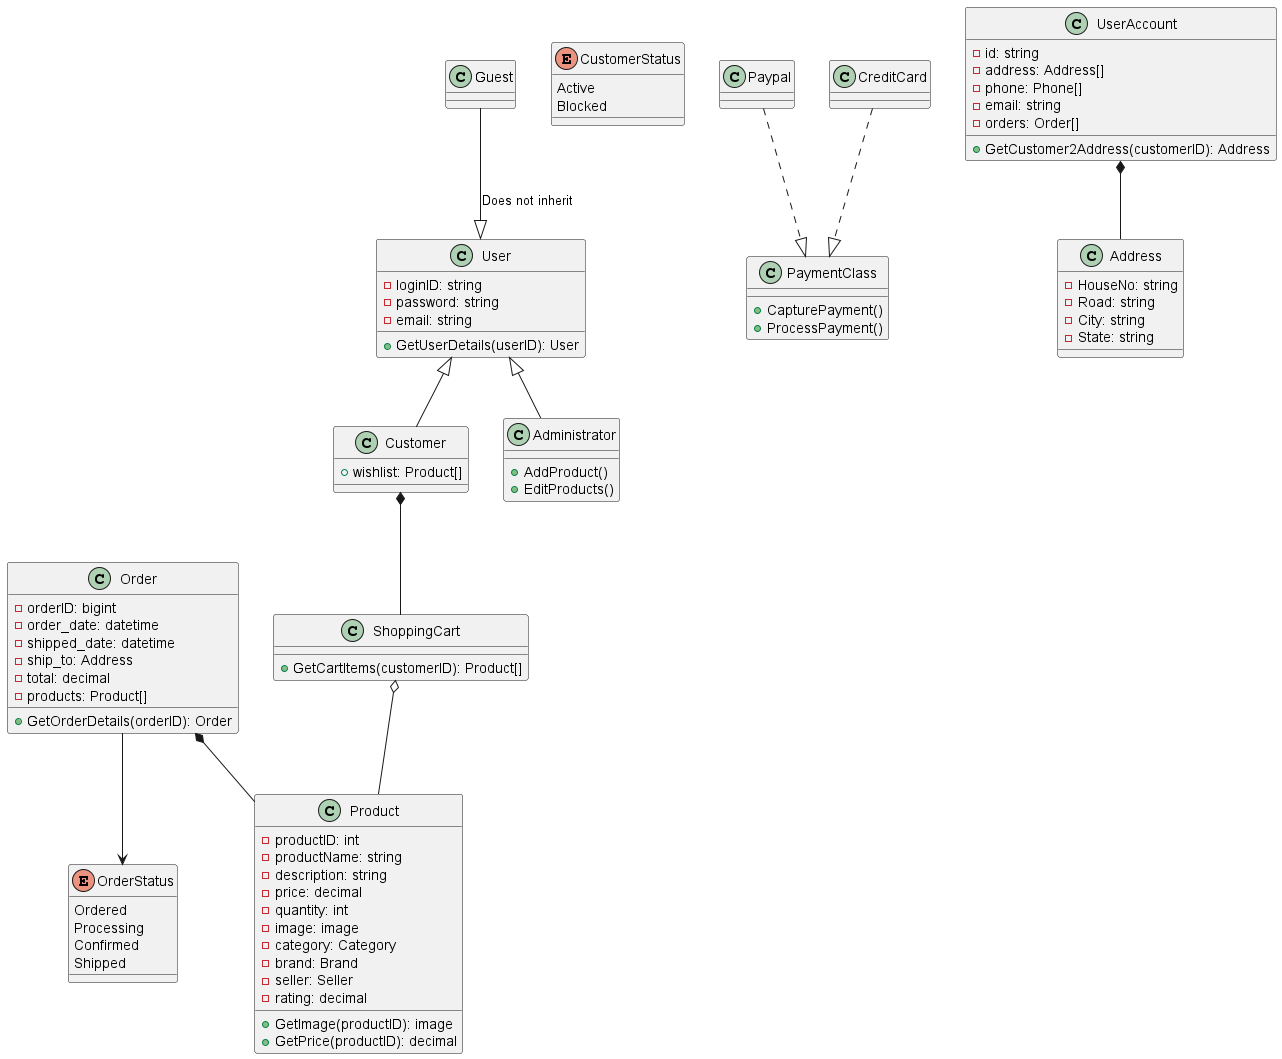 C Guest
E CustomerStatus
Active
Blocked
C Paypal
C CreditCard
C UserAccount
id: string
address: Address[]
phone: Phone[]
email: string
orders: Order[]
GetCustomer2Address(customerID): Address
Does not inherit
C User
loginID: string
password: string
email: string
GetUserDetails(userID): User
C PaymentClass
CapturePayment()
ProcessPayment()
C Address
HouseNo: string
Road: string
City: string
State: string
C Customer
wishlist: Product[]
C Administrator
AddProduct()
EditProducts()
C Order
orderID: bigint
order_date: datetime
shipped_date: datetime
ship_to: Address
total: decimal
products: Product[]
GetOrderDetails(orderID): Order
C ShoppingCart
GetCartItems(customerID): Product[]
E OrderStatus
Ordered
Processing
Confirmed
Shipped
C Product
productID: int
productName: string
description: string
price: decimal
quantity: int
image: image
category: Category
brand: Brand
seller: Seller
rating: decimal
GetImage(productID): image
GetPrice(productID): decimal